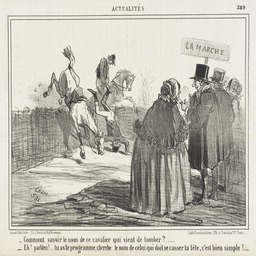 ACTUALITÉS
389
LA MARCHE
CHAM
_ Comment savoir le nom de ce cavalier qui vient de tomber ?.....
_ Eh ! parbleu !... tu as le programme, cherche le nom de celui qui doit se casser la tête, c'est bien simple !...